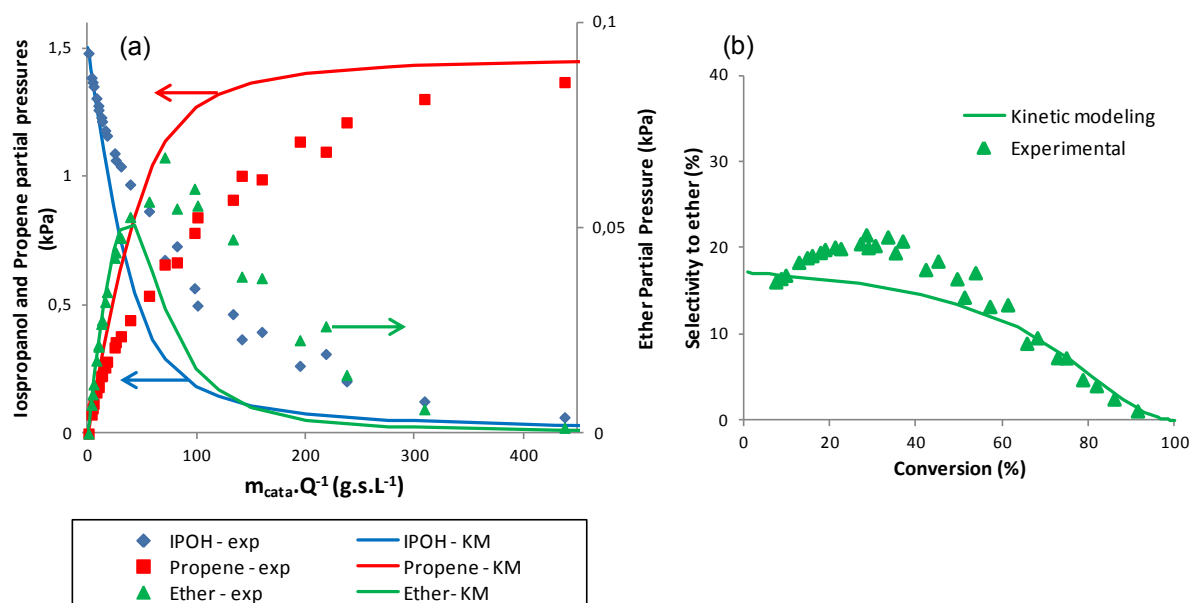 (a)
Isopropanol and Propene partial pressures
(kPa)
1,5
1
0,5
0
0,1
0,05
0
Ether Partial Pressure (kPa)
0
100
200
300
400
m_cata.Q⁻¹ (g.s.L⁻¹)
IPOH - exp
IPOH - KM
Propene - exp
Propene - KM
Ether - exp
Ether- KM
(b)
Selectivity to ether (%)
40
30
20
10
0
Kinetic modeling
Experimental
0
20
40
60
80
100
Conversion (%)